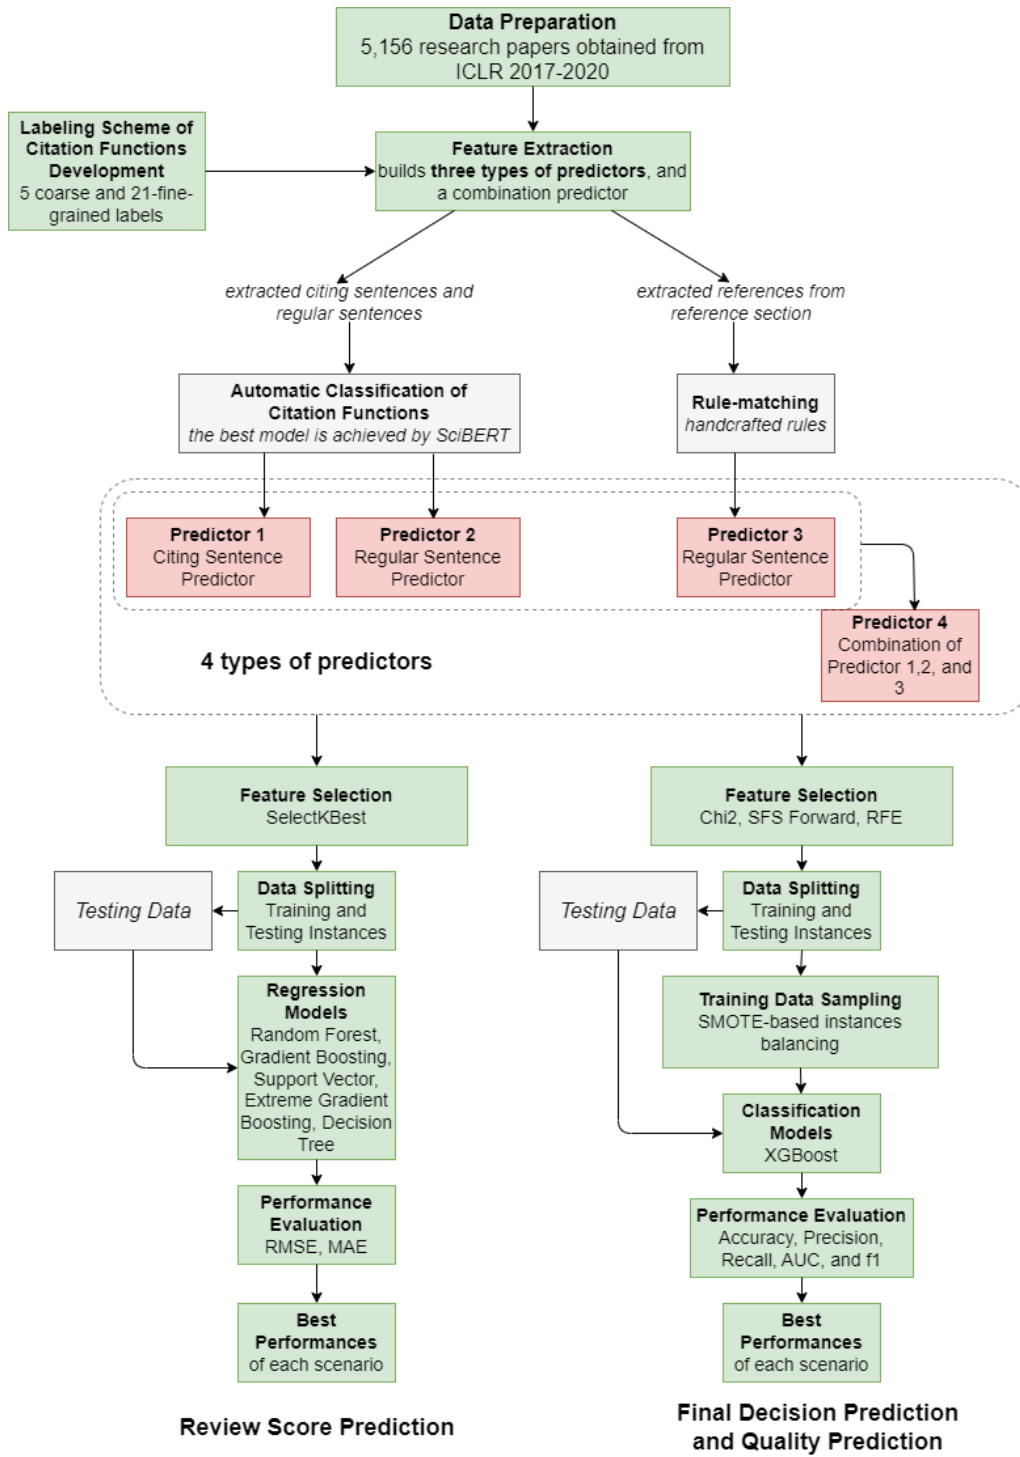 Data Preparation
5,156 research papers obtained from
ICLR 2017-2020
Labeling Scheme of
Citation Functions
Development
5 coarse and 21-fine-
grained labels
Feature Extraction
builds three types of predictors, and
a combination predictor
extracted citing sentences and
regular sentences
extracted references from
reference section
Automatic Classification of
Citation Functions
the best model is achieved by SciBERT
Rule-matching
handcrafted rules
Predictor 1
Citing Sentence
Predictor
Predictor 2
Regular Sentence
Predictor
Predictor 3
Regular Sentence
Predictor
Predictor 4
Combination of
Predictor 1,2, and
3
4 types of predictors
Feature Selection
SelectKBest
Data Splitting
Training and
Testing Instances
Testing Data
Regression
Models
Random Forest,
Gradient Boosting,
Support Vector,
Extreme Gradient
Boosting, Decision
Tree
Performance
Evaluation
RMSE, MAE
Best
Performances
of each scenario
Review Score Prediction
Feature Selection
Chi2, SFS Forward, RFE
Data Splitting
Training and
Testing Instances
Testing Data
Training Data Sampling
SMOTE-based instances
balancing
Classification
Models
XGBoost
Performance Evaluation
Accuracy, Precision,
Recall, AUC, and f1
Best
Performances
of each scenario
Final Decision Prediction
and Quality Prediction